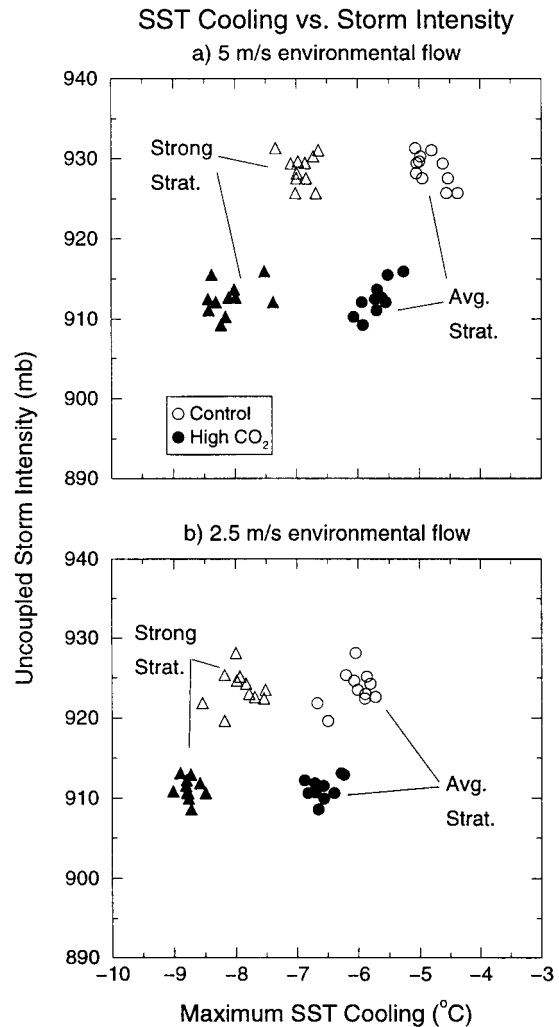 SST Cooling vs. Storm Intensity
a) 5 m/s environmental flow
940
930
920
910
900
890
Strong
Strat.
Avg.
Strat.
Control
High CO₂
Uncoupled Storm Intensity (mb)
b) 2.5 m/s environmental flow
940
930
920
910
900
890
Strong
Strat.
Avg.
Strat.
−10 −9 −8 −7 −6 −5 −4 −3
Maximum SST Cooling (°C)